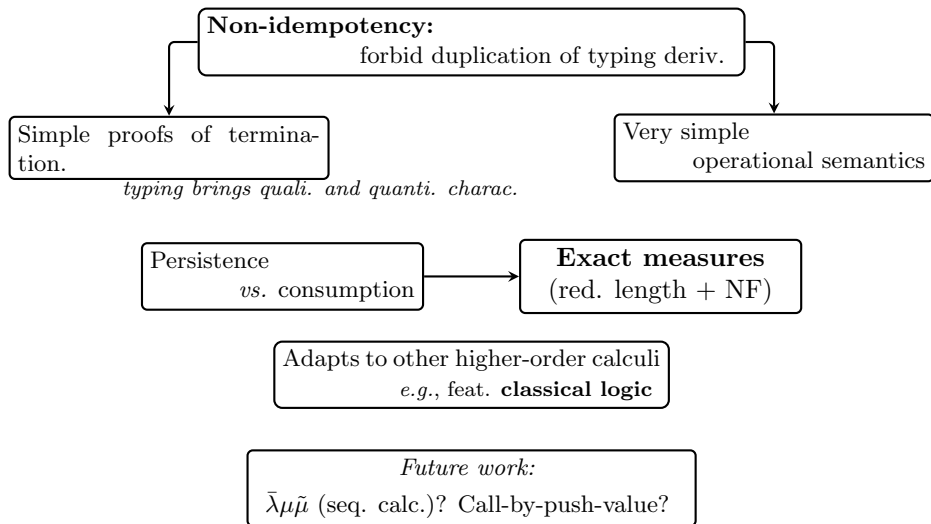 Non-idempotency:
forbid duplication of typing deriv.
Simple proofs of termina-
tion.
Very simple
operational semantics
typing brings quali. and quanti. charac.
Persistence
vs. consumption
Exact measures
(red. length + NF)
Adapts to other higher-order calculi
e.g., feat. classical logic
Future work:
λ̄μμ̃ (seq. calc.)? Call-by-push-value?